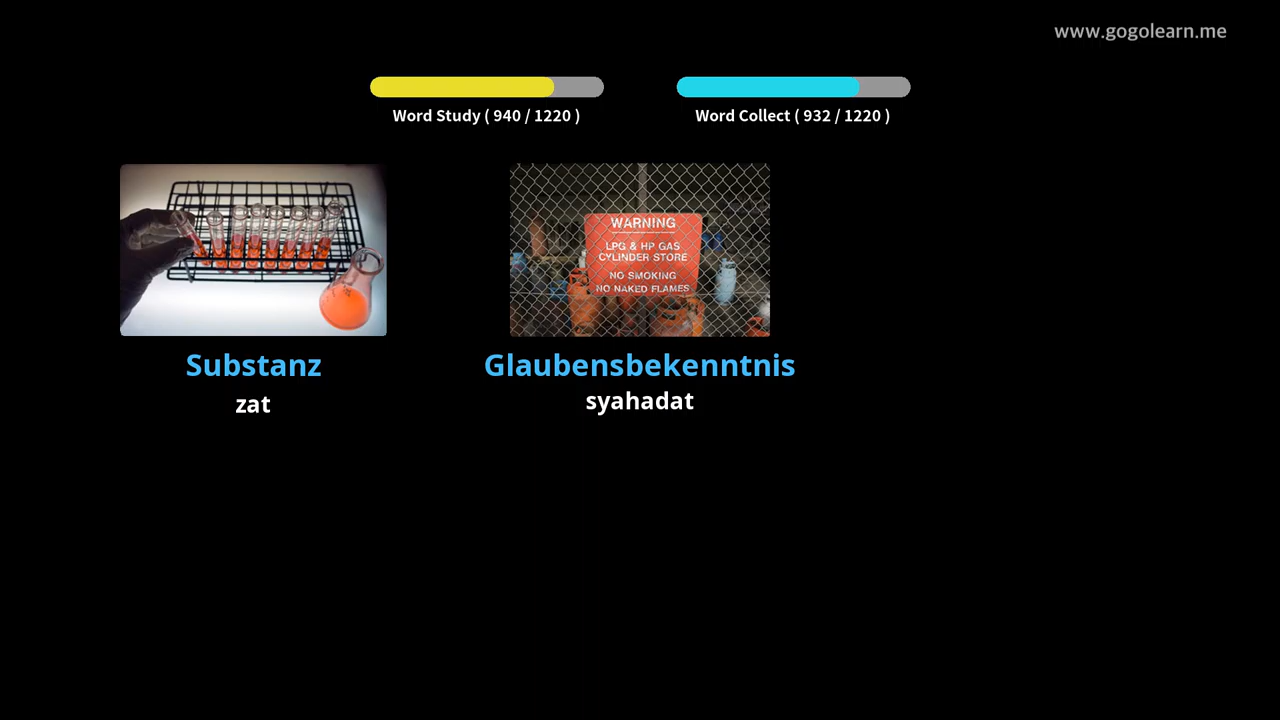 www.gogolearn.me
Word Study ( 940 / 1220 )
Word Collect ( 932 / 1220 )
WARNING
LPG & HP GAS
CYLINDER STORE
NO SMOKING
NO NAKED FLAMES
Substanz
zat
Glaubensbekenntnis
syahadat